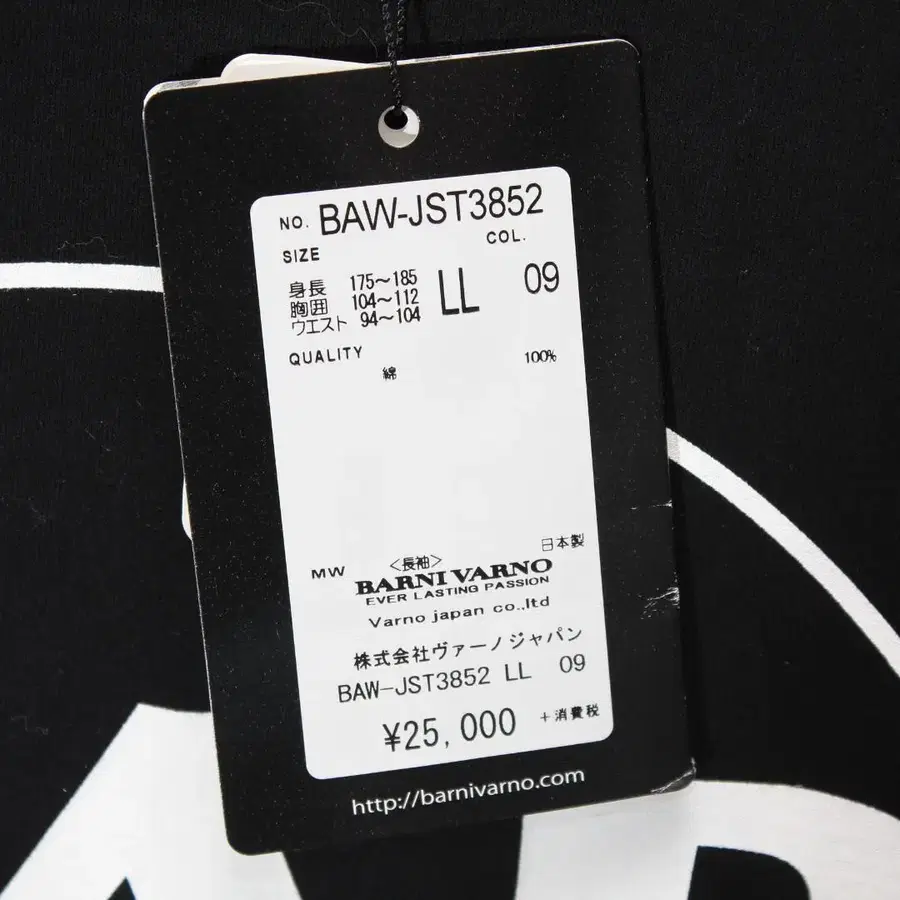 NO. BAW-JST3852
SIZE COL.
身長 175～185
胸囲 104～112 LL 09
ウエスト 94～104
QUALITY
綿 100%
日本製
MW 〈長袖〉
BARNI VARNO
EVER LASTING PASSION
Varno japan co.,ltd
株式会社ヴァーノジャパン
BAW-JST3852 LL 09
¥25,000 +消費税
http://barnivarno.com